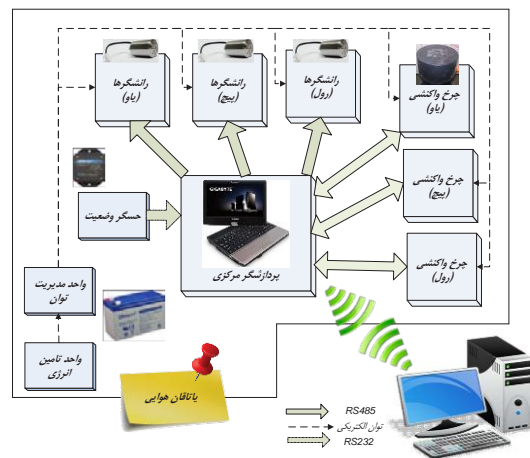 رانشگرها
(یاو)
رانشگرها
(پیچ)
رانشگرها
(رول)
چرخ واکنشی
(یاو)
چرخ واکنشی
(پیچ)
چرخ واکنشی
(رول)
GIGABYTE
پردازشگر مرکزی
حسگر وضعیت
واحد مدیریت
توان
واحد تامین
انرژی
یاتاقان هوایی
RS485
توان الکتریکی
RS232